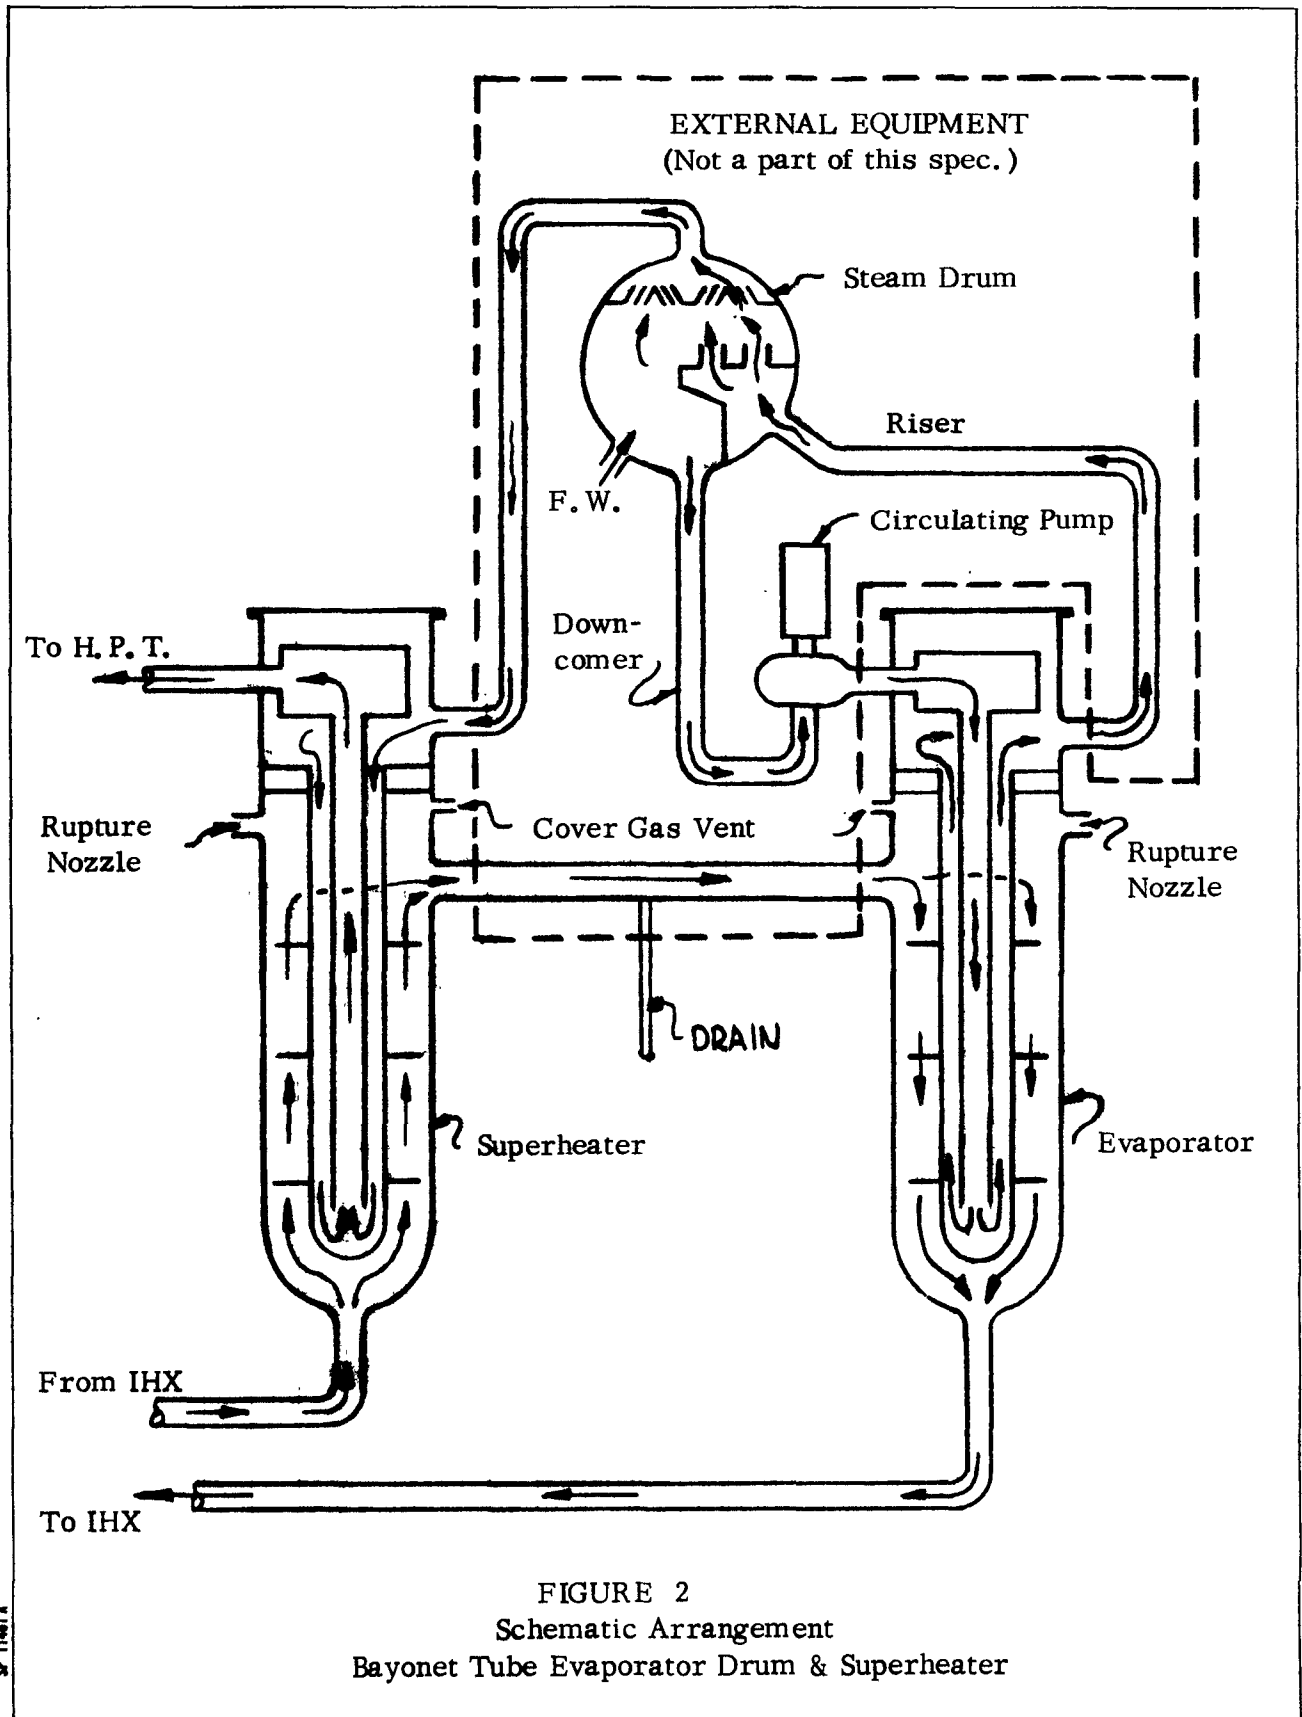 EXTERNAL EQUIPMENT
(Not a part of this spec.)
Steam Drum
Riser
F. W.
Circulating Pump
Down-
comer
To H. P. T.
Rupture
Nozzle
Cover Gas Vent
Rupture
Nozzle
DRAIN
Superheater
Evaporator
From IHX
To IHX
FIGURE 2
Schematic Arrangement
Bayonet Tube Evaporator Drum & Superheater